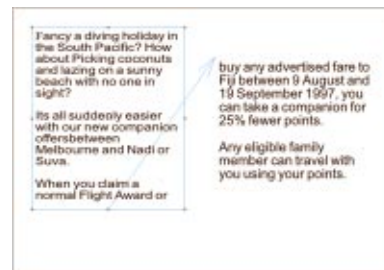 Fancy a diving holiday in
the South Pacific? How
about Picking coconuts
and lazing on a sunny
beach with no one in
sight?
Its all suddenly easier
with our new companion
offersbetween
Melbourne and Nadi or
Suva.
When you claim a
normal Flight Award or
buy any advertised fare to
Fiji between 9 August and
19 September 1997, you
can take a companion for
25% fewer points.
Any eligible family
member can travel with
you using your points.